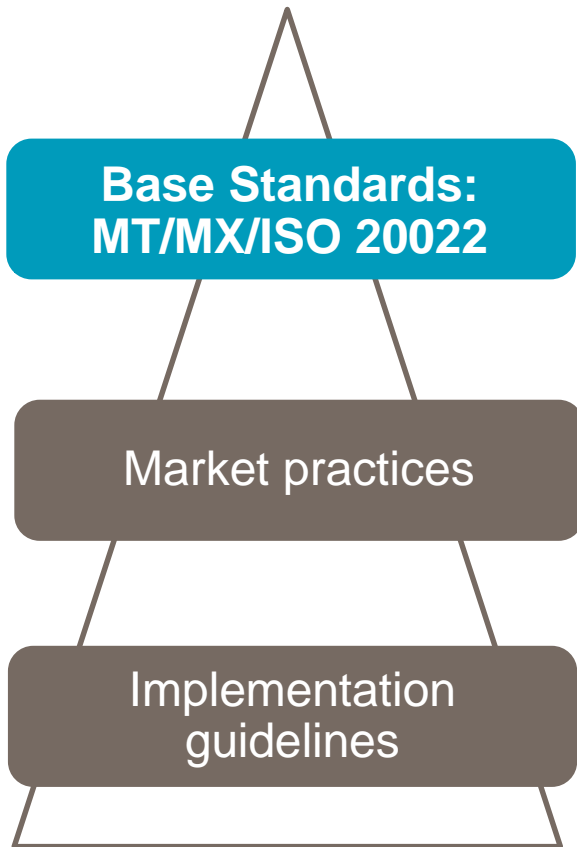 Base Standards:
MT/MX/ISO 20022
Market practices
Implementation
guidelines